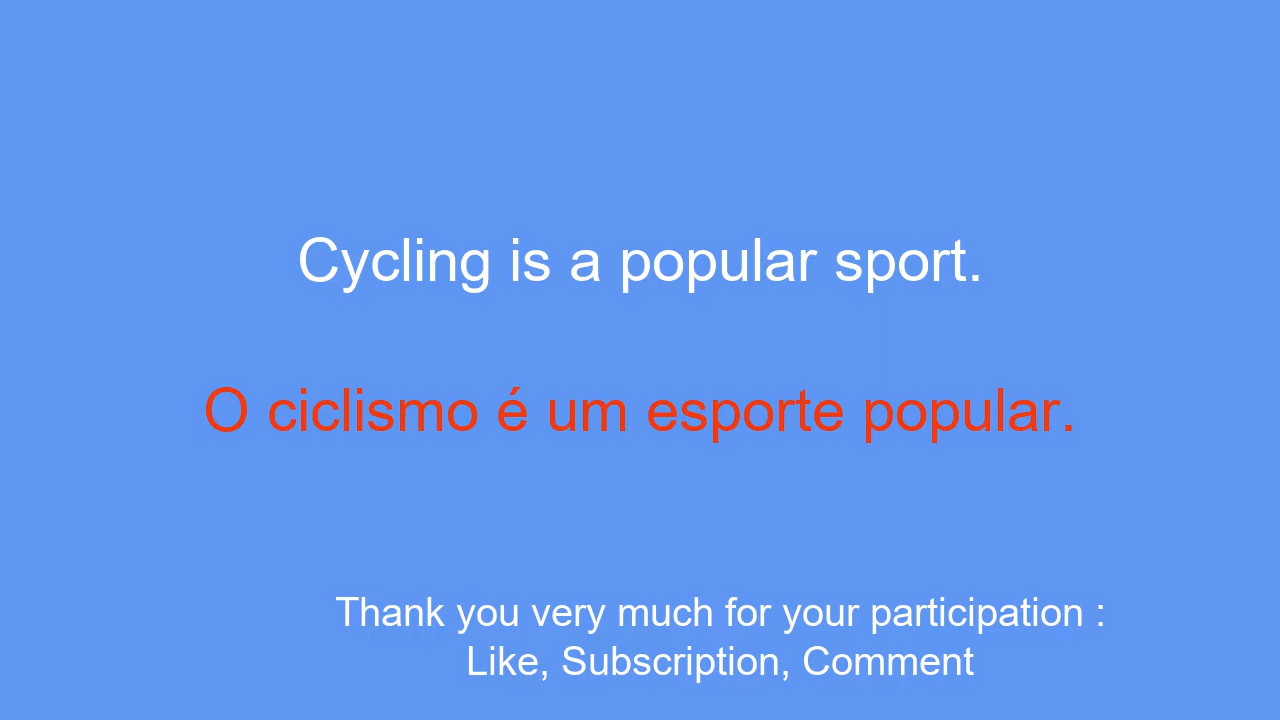 Cycling is a popular sport.
O ciclismo é um esporte popular.
Thank you very much for your participation :
Like, Subscription, Comment